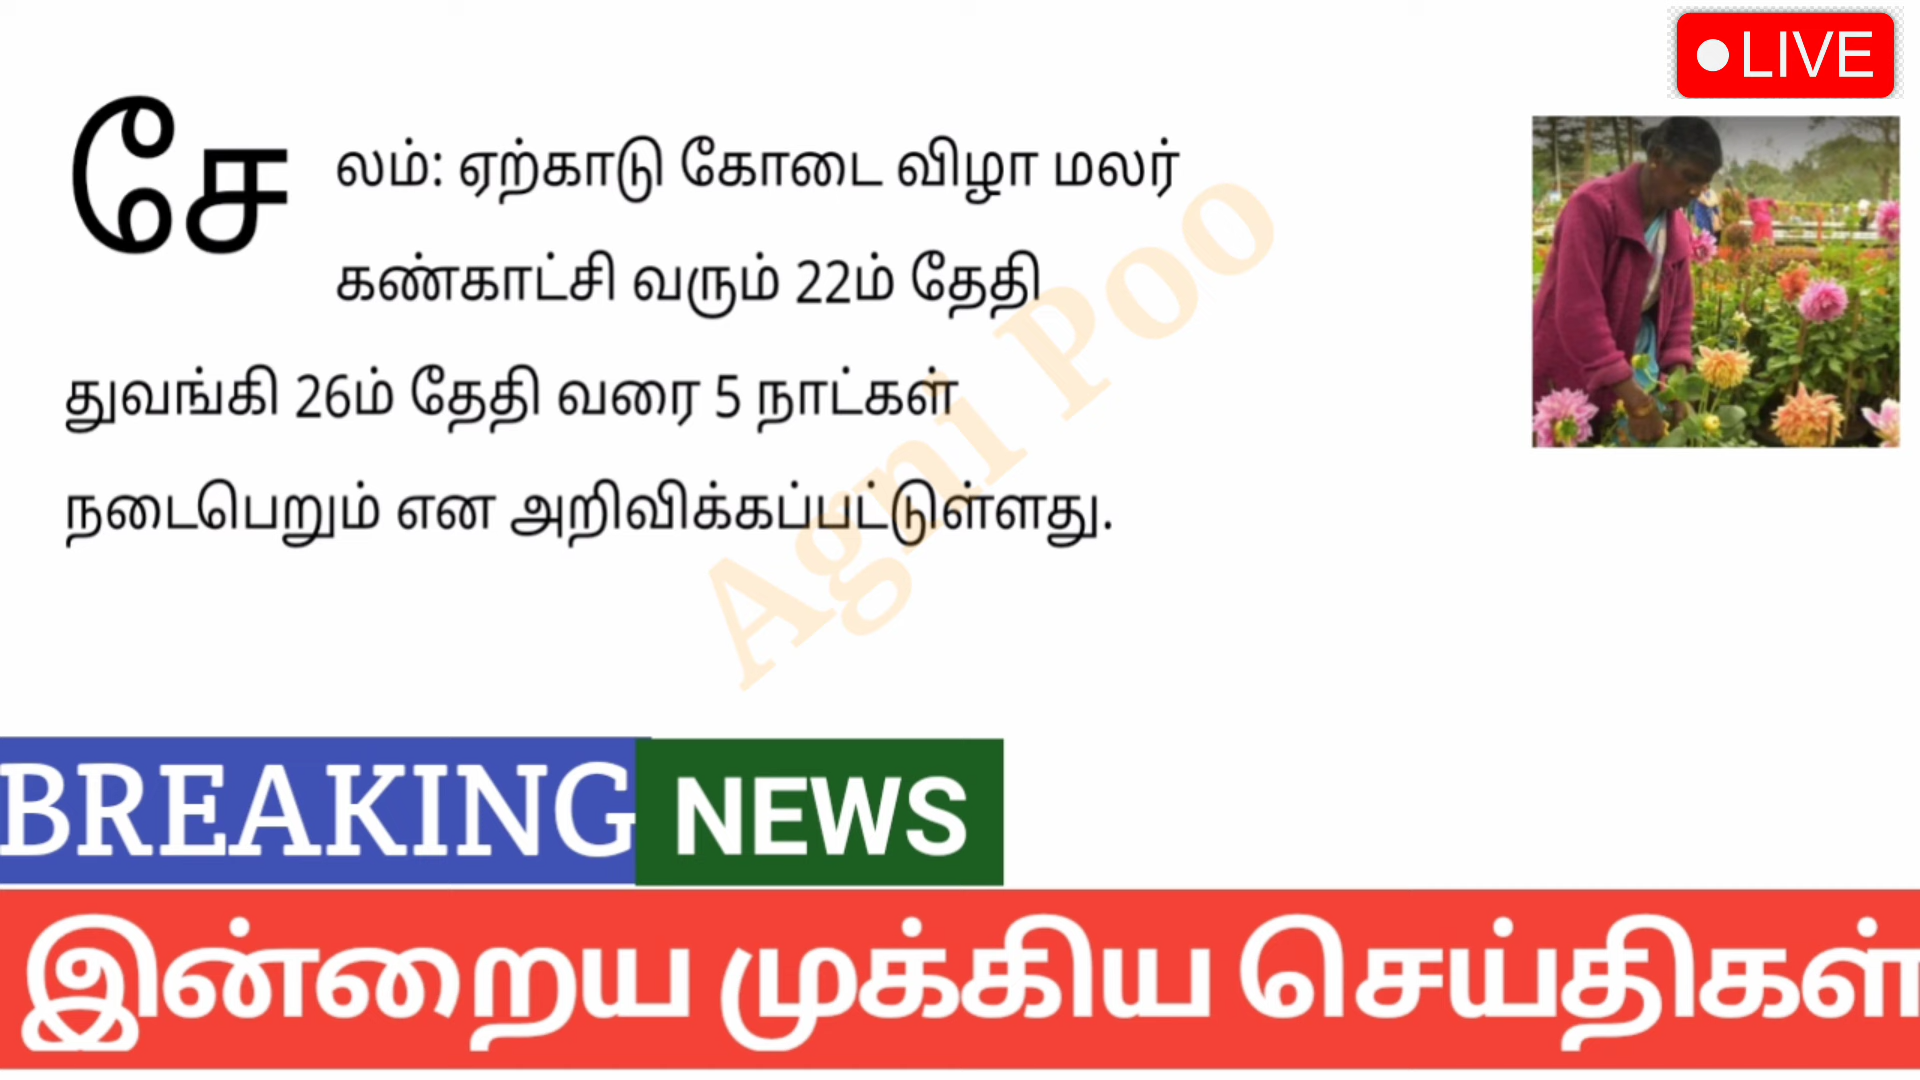 LIVE
சேலம்: ஏற்காடு கோடை விழா மலர்
கண்காட்சி வரும் 22ம் தேதி
துவங்கி 26ம் தேதி வரை 5 நாட்கள்
நடைபெறும் என அறிவிக்கப்பட்டுள்ளது.
Agni Poo
BREAKING NEWS
இன்றைய முக்கிய செய்திகள்